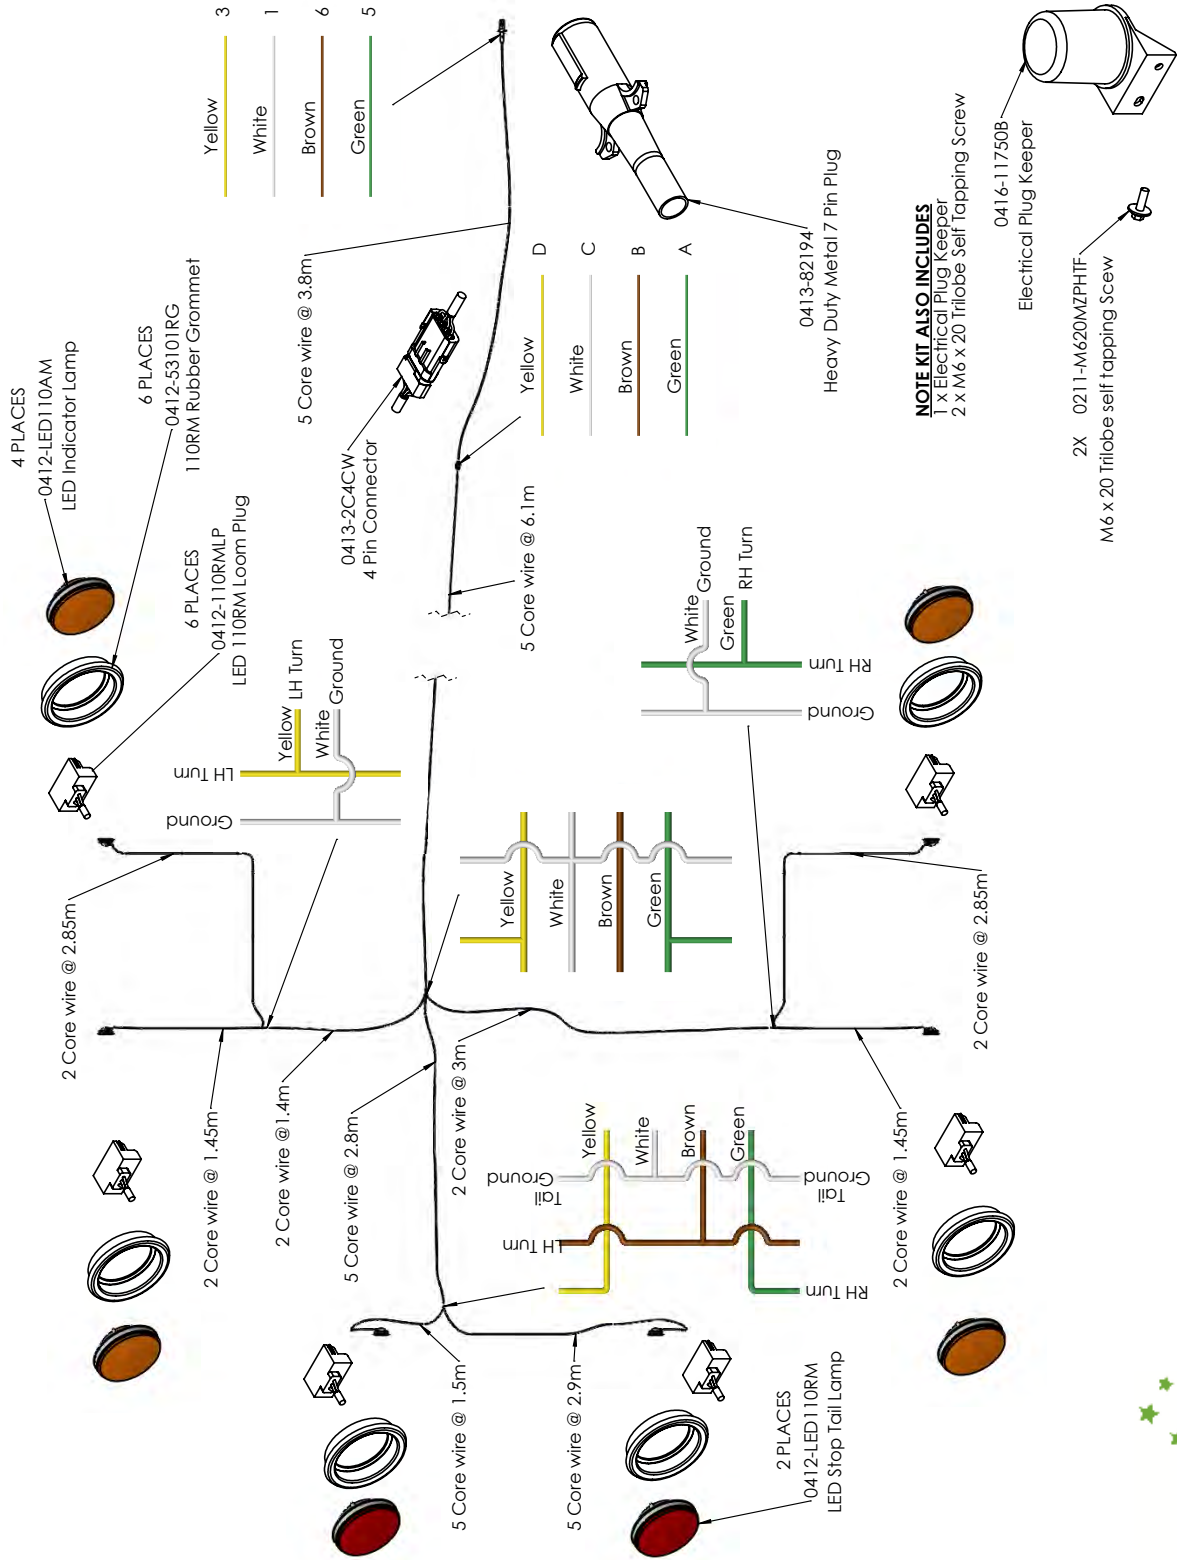 4 PLACES
0412-LED110AM
LED Indicator Lamp
6 PLACES
0412-53101RG
110RM Rubber Grommet
6 PLACES
0412-110RMLP
LED 110RM Loom Plug
5 Core wire @ 3.8m
Yellow 3
White 1
Brown 6
Green 5
0413-2C4CW
4 Pin Connector
Yellow D
White C
Brown B
Green A
0413-82194
Heavy Duty Metal 7 Pin Plug
NOTE KIT ALSO INCLUDES
1 x Electrical Plug Keeper
2 x M6 x 20 Trilobe Self Tapping Screw
0416-11750B
Electrical Plug Keeper
2X 0211-M620MZPHTF
M6 x 20 Trilobe self tapping Scew
5 Core wire @ 6.1m
LH Turn
Ground
Yellow LH Turn
White Ground
White Ground
Green RH Turn
RH Turn
Ground
Yellow
White
Brown
Green
2 Core wire @ 2.85m
2 Core wire @ 1.45m
2 Core wire @1.4m
5 Core wire @ 2.8m
2 Core wire @ 3m
2 Core wire @ 2.85m
2 Core wire @ 1.45m
Yellow
White
Brown
Green
Ground
Tail
LH Turn
Ground
Tail
RH Turn
5 Core wire @ 1.5m
5 Core wire @ 2.9m
2 PLACES
0412-LED110RM
LED Stop Tail Lamp